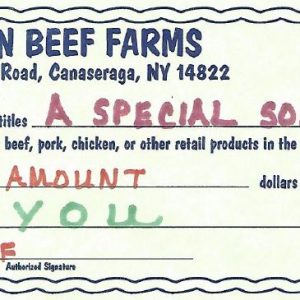 N BEEF FARMS
Road, Canaseraga, NY 14822
titles A SPECIAL SO
beef, pork, chicken, or other retail products in the
AMOUNT dollars
YOU
F
Authorized Signature